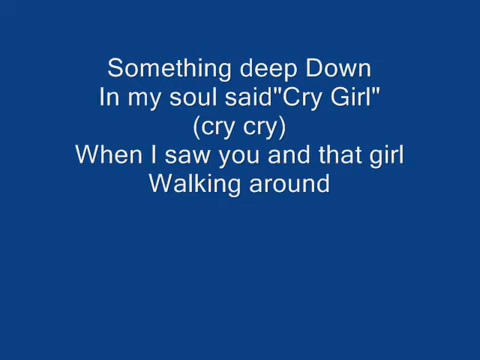 Something deep Down
In my soul said"Cry Girl"
(cry cry)
When I saw you and that girl
Walking around